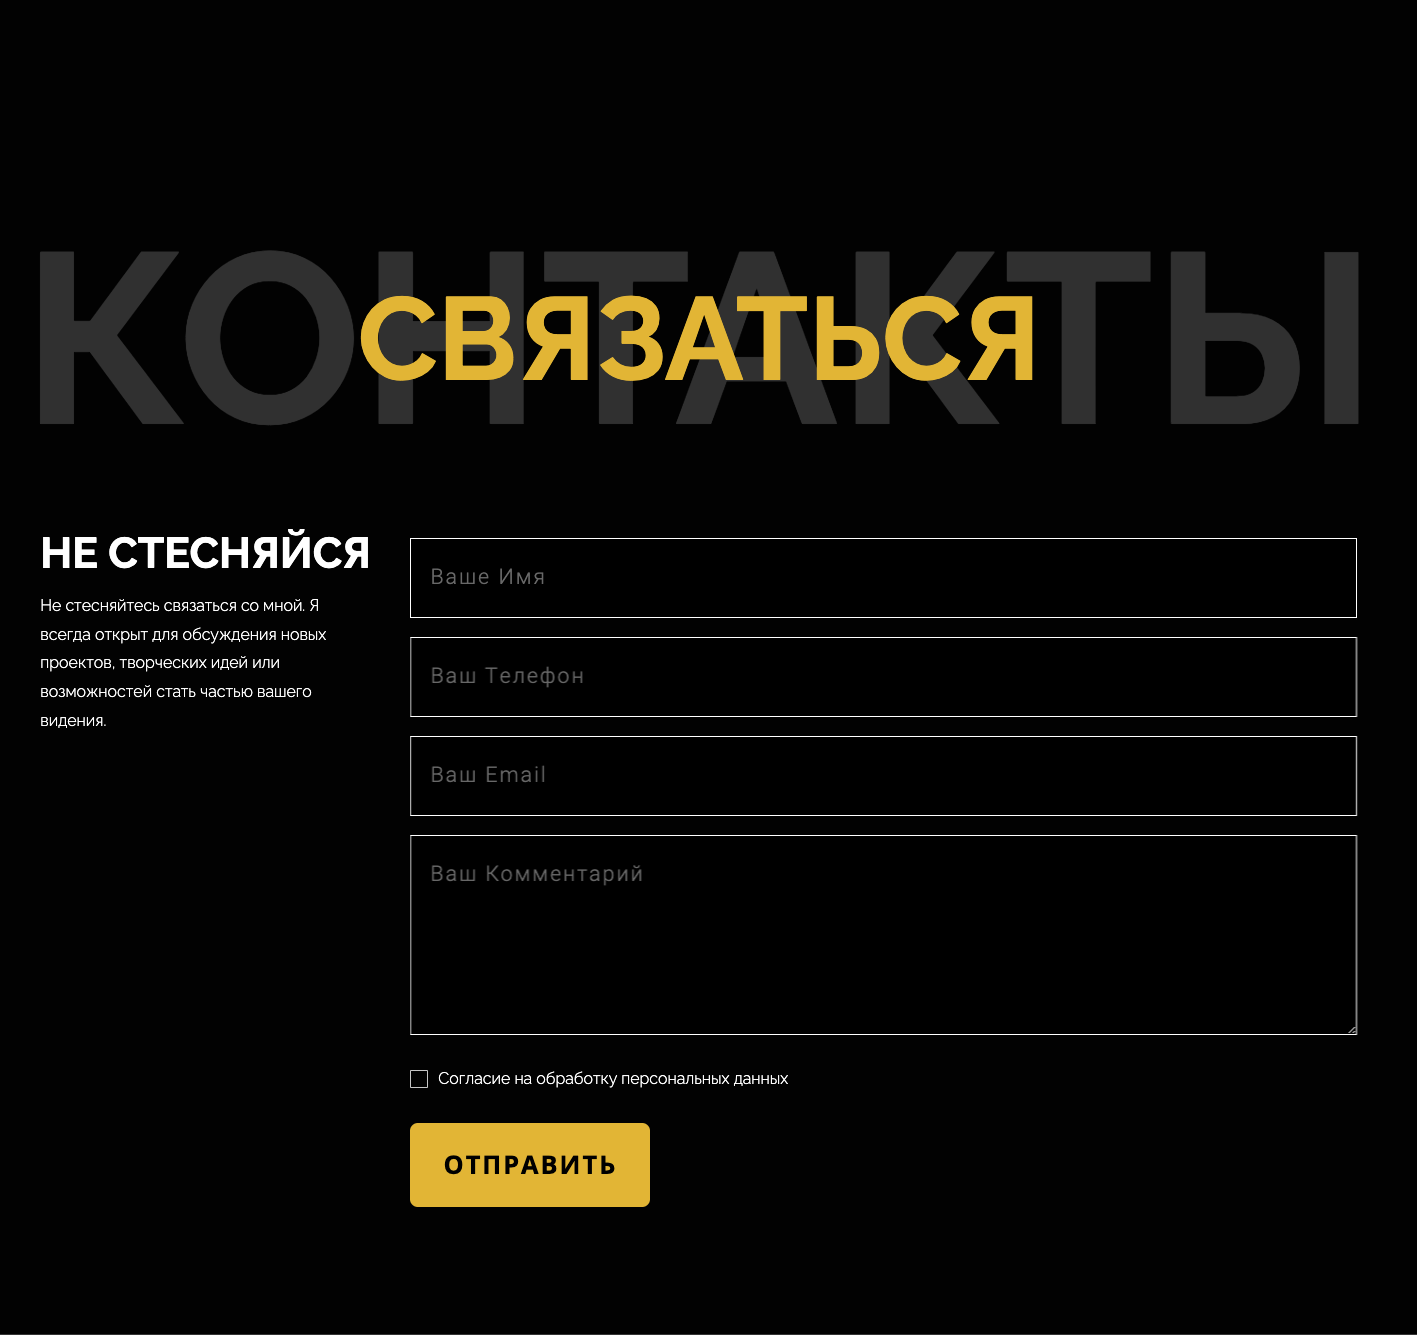 КОНТАКТЫ
СВЯЗАТЬСЯ
НЕ СТЕСНЯЙСЯ
Не стесняйтесь связаться со мной. Я
всегда открыт для обсуждения новых
проектов, творческих идей или
возможностей стать частью вашего
видения.
Ваше Имя
Ваш Телефон
Ваш Email
Ваш Комментарий
Согласие на обработку персональных данных
ОТПРАВИТЬ